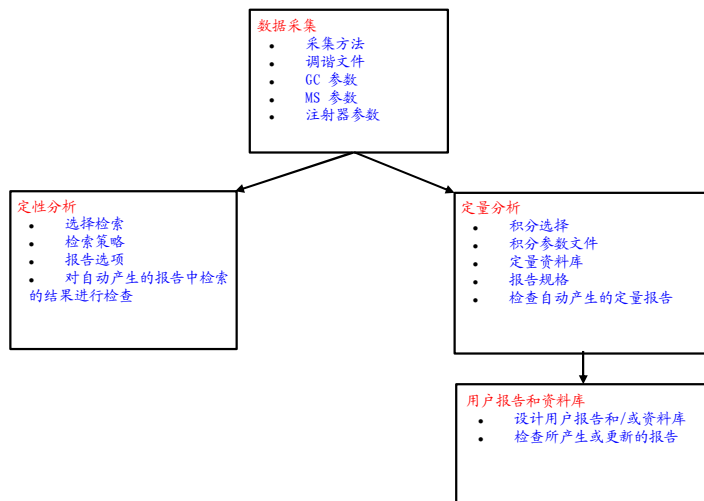 数据采集
• 采集方法
• 调谐文件
• GC 参数
• MS 参数
• 注射器参数
定性分析
• 选择检索
• 检索策略
• 报告选项
• 对自动产生的报告中检索
的结果进行检查
定量分析
• 积分选择
• 积分参数文件
• 定量资料库
• 报告规格
• 检查自动产生的定量报告
用户报告和资料库
• 设计用户报告和/或资料库
• 检查所产生或更新的报告